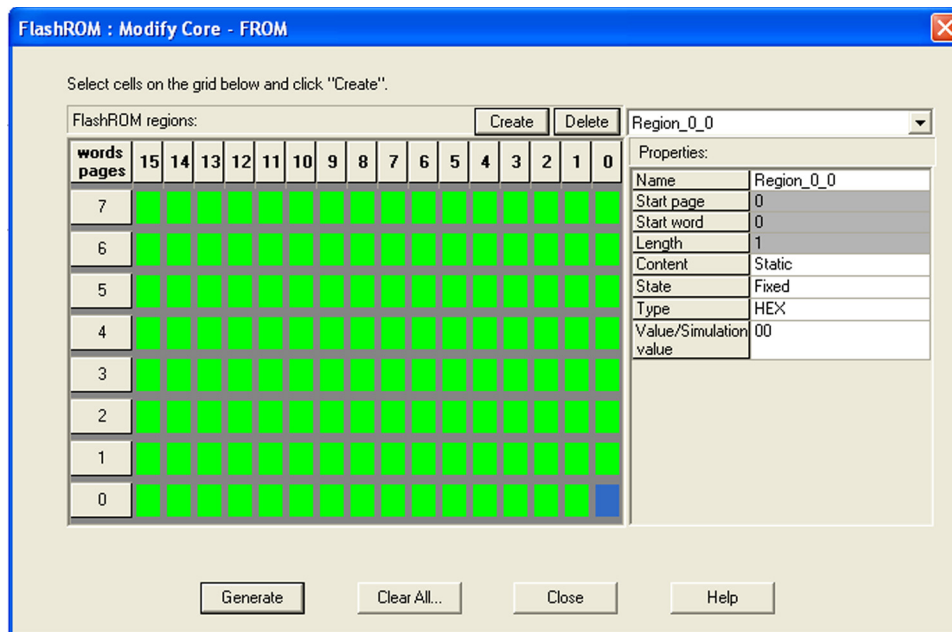 FlashROM : Modify Core - FROM
Select cells on the grid below and click "Create".
FlashROM regions:
Create
Delete
Region_0_0
words
pages
15 14 13 12 11 10 9 8 7 6 5 4 3 2 1 0
7
6
5
4
3
2
1
0
Properties:
Name Region_0_0
Start page 0
Start word 0
Length 1
Content Static
State Fixed
Type HEX
Value/Simulation 00
value
Generate
Clear All...
Close
Help